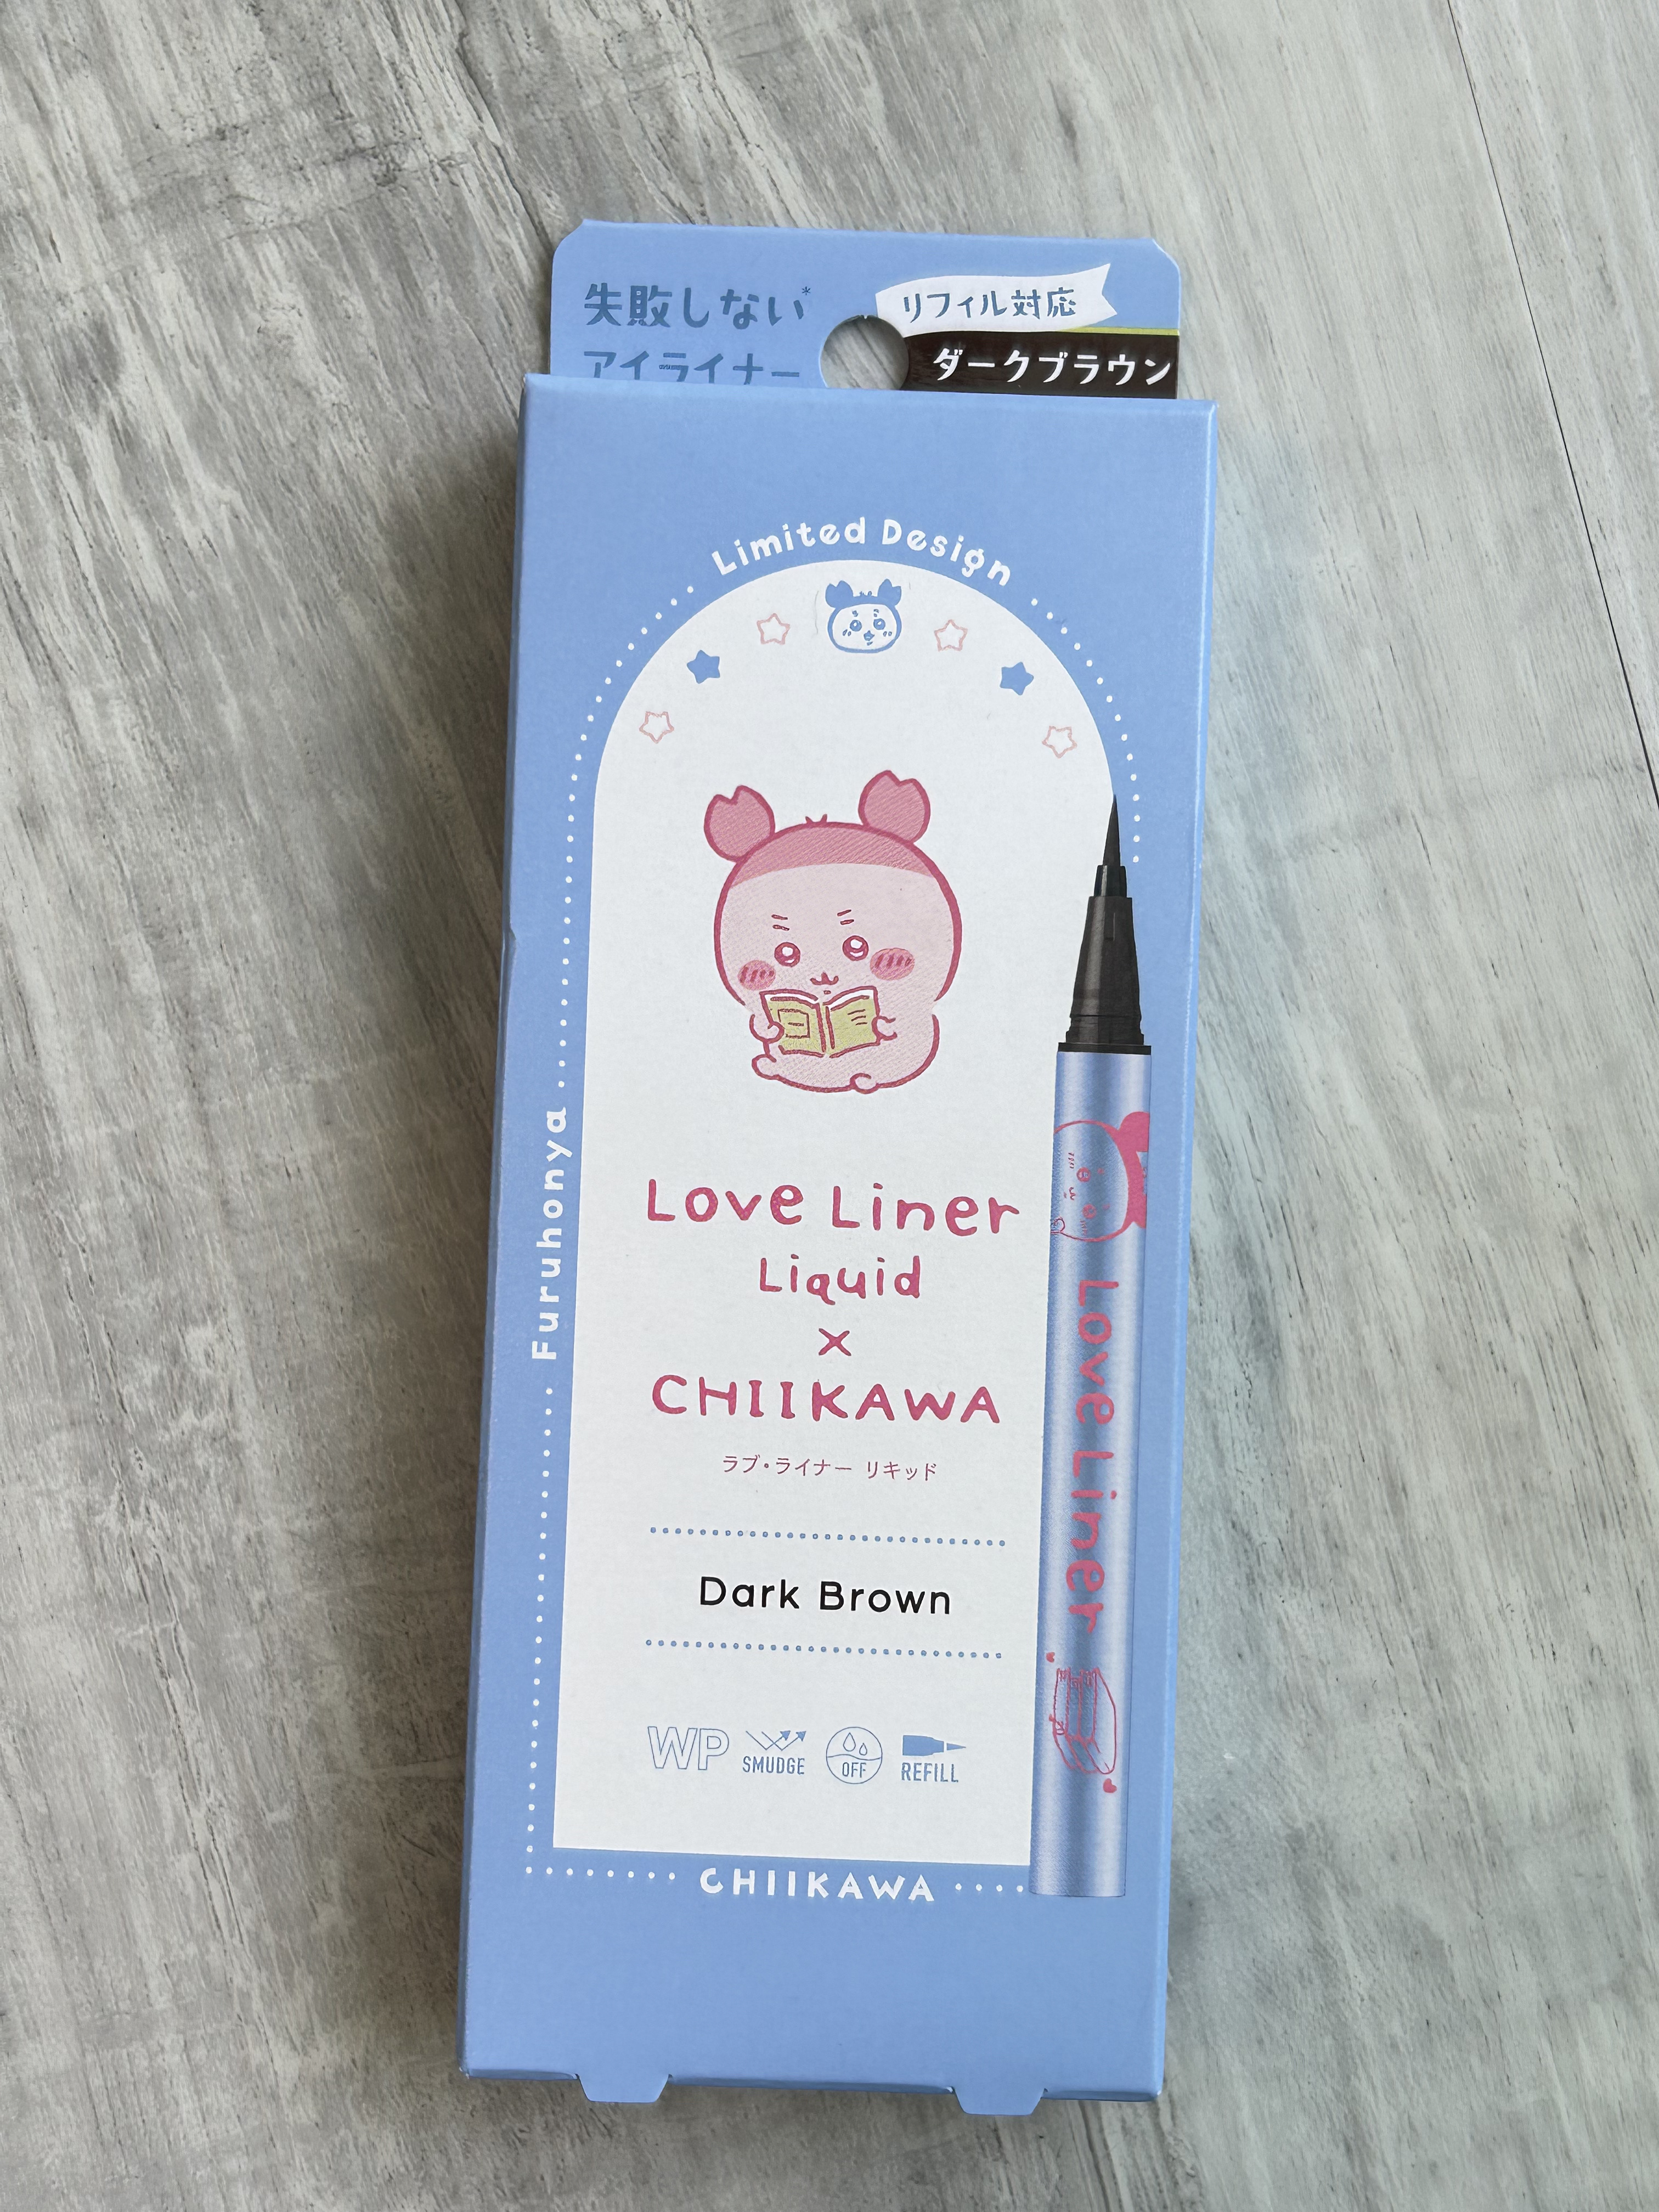 失敗しない*
アイライナー
リフィル対応
ダークブラウン
Limited Design
Furuhonya
Love Liner
Liquid
×
CHIIKAWA
ラブ・ライナー リキッド
Dark Brown
WP
SMUDGE
OFF
REFILL
Love Liner
CHIIKAWA